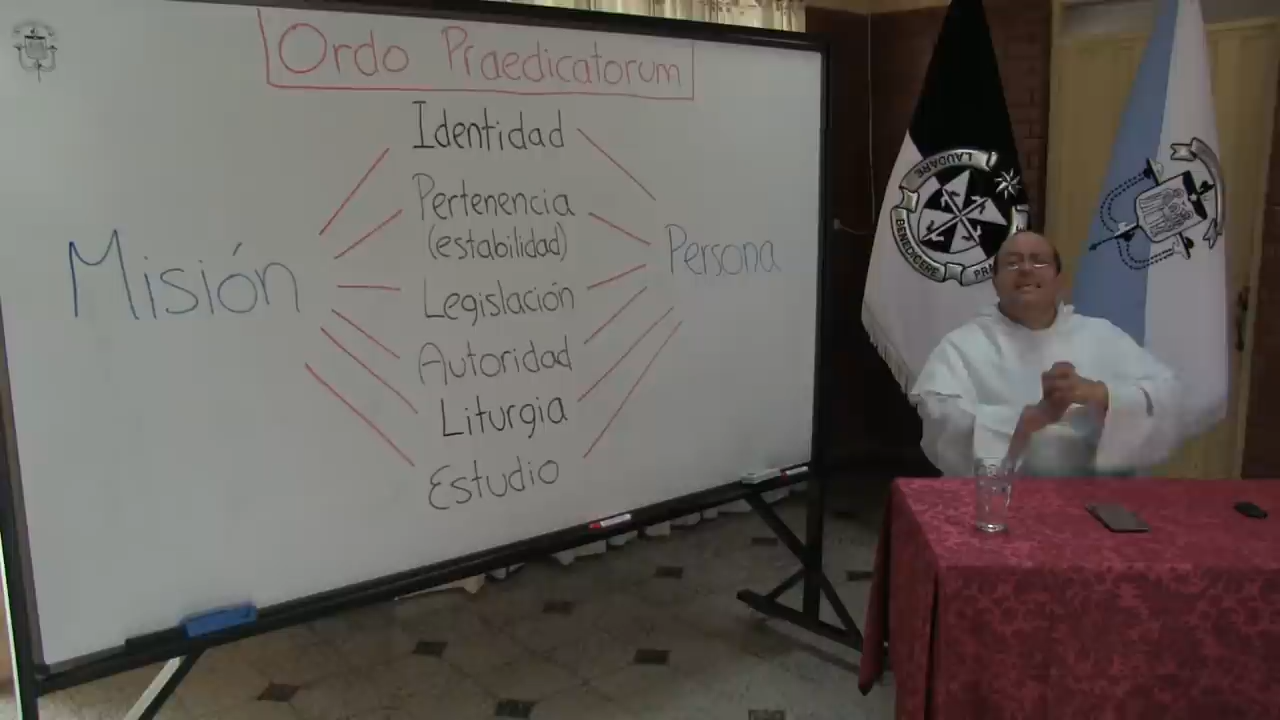 Ordo Praedicatorum
Identidad
Pertenencia
(estabilidad)
Misión
Persona
Legislación
Autoridad
Liturgia
Estudio
LAUDARE
BENEDICERE